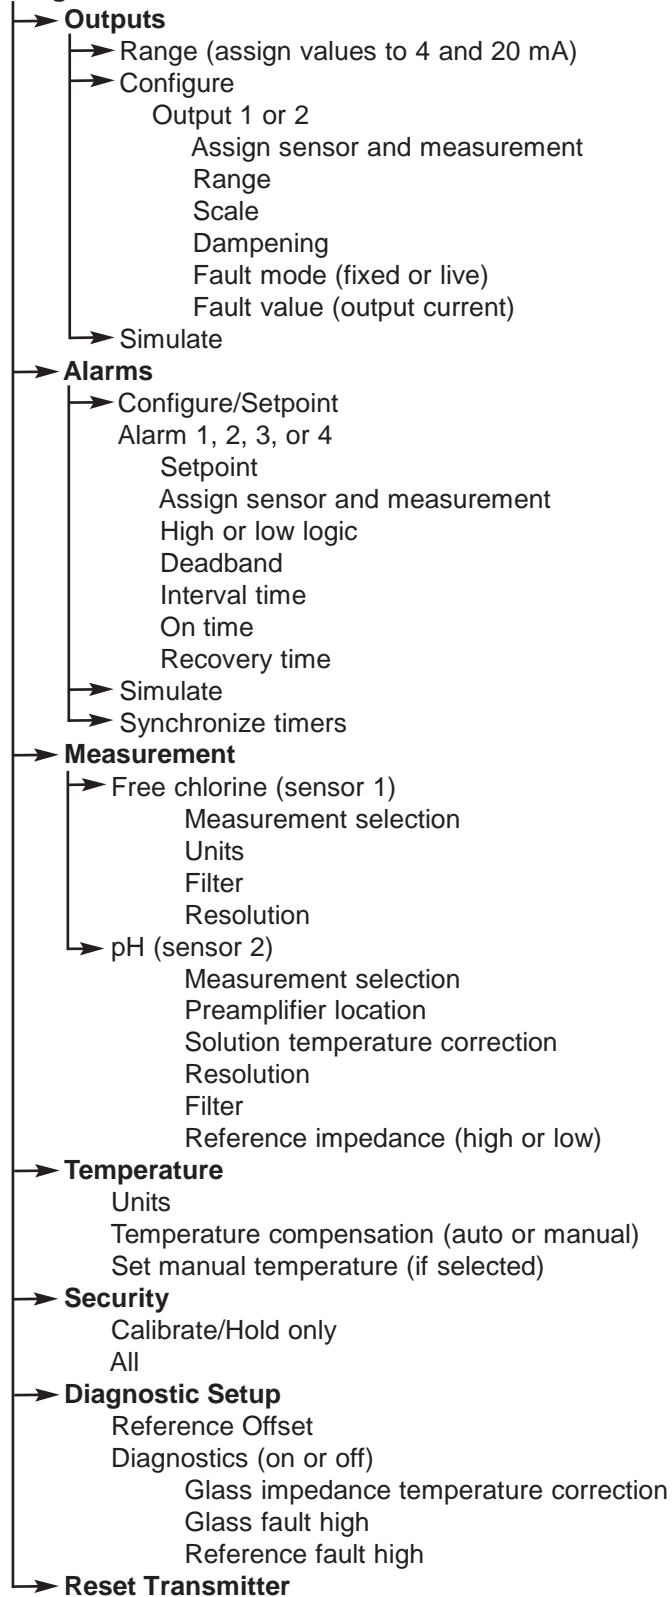 Outputs
Range (assign values to 4 and 20 mA)
Configure
Output 1 or 2
Assign sensor and measurement
Range
Scale
Dampening
Fault mode (fixed or live)
Fault value (output current)
Simulate
Alarms
Configure/Setpoint
Alarm 1, 2, 3, or 4
Setpoint
Assign sensor and measurement
High or low logic
Deadband
Interval time
On time
Recovery time
Simulate
Synchronize timers
Measurement
Free chlorine (sensor 1)
Measurement selection
Units
Filter
Resolution
pH (sensor 2)
Measurement selection
Preamplifier location
Solution temperature correction
Resolution
Filter
Reference impedance (high or low)
Temperature
Units
Temperature compensation (auto or manual)
Set manual temperature (if selected)
Security
Calibrate/Hold only
All
Diagnostic Setup
Reference Offset
Diagnostics (on or off)
Glass impedance temperature correction
Glass fault high
Reference fault high
Reset Transmitter